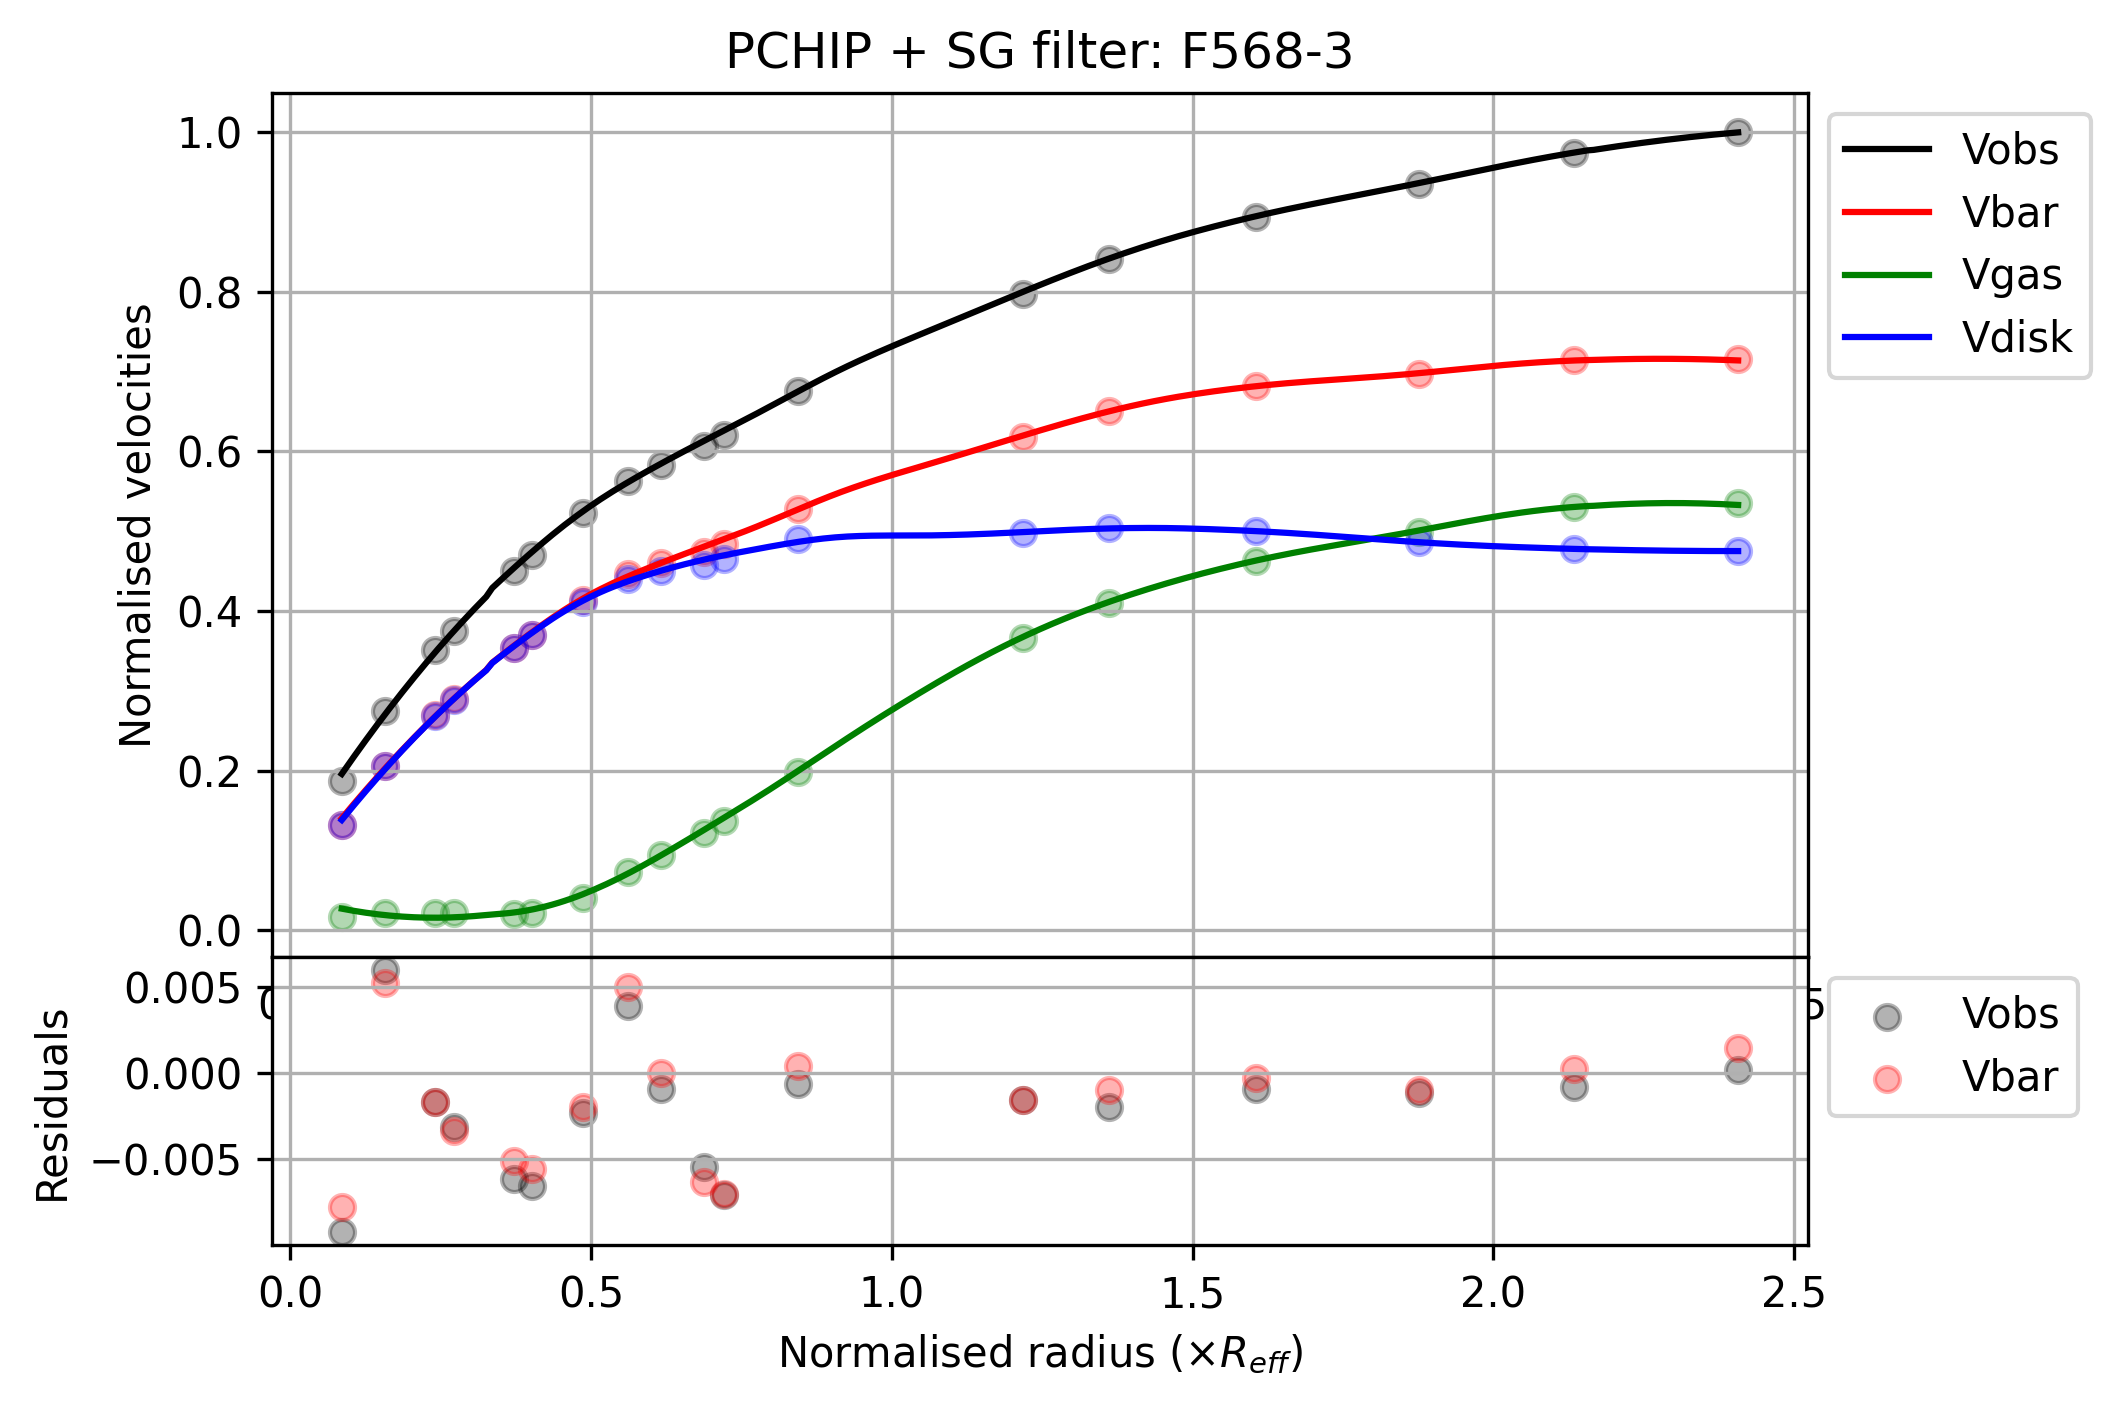 PCHIP + SG filter: F568-3
Normalised velocities
1.0
0.8
0.6
0.4
0.2
0.0
Vobs
Vbar
Vgas
Vdisk
Residuals
0.005
0.000
−0.005
Vobs
Vbar
0.0 0.5 1.0 1.5 2.0 2.5
Normalised radius (×R_eff)